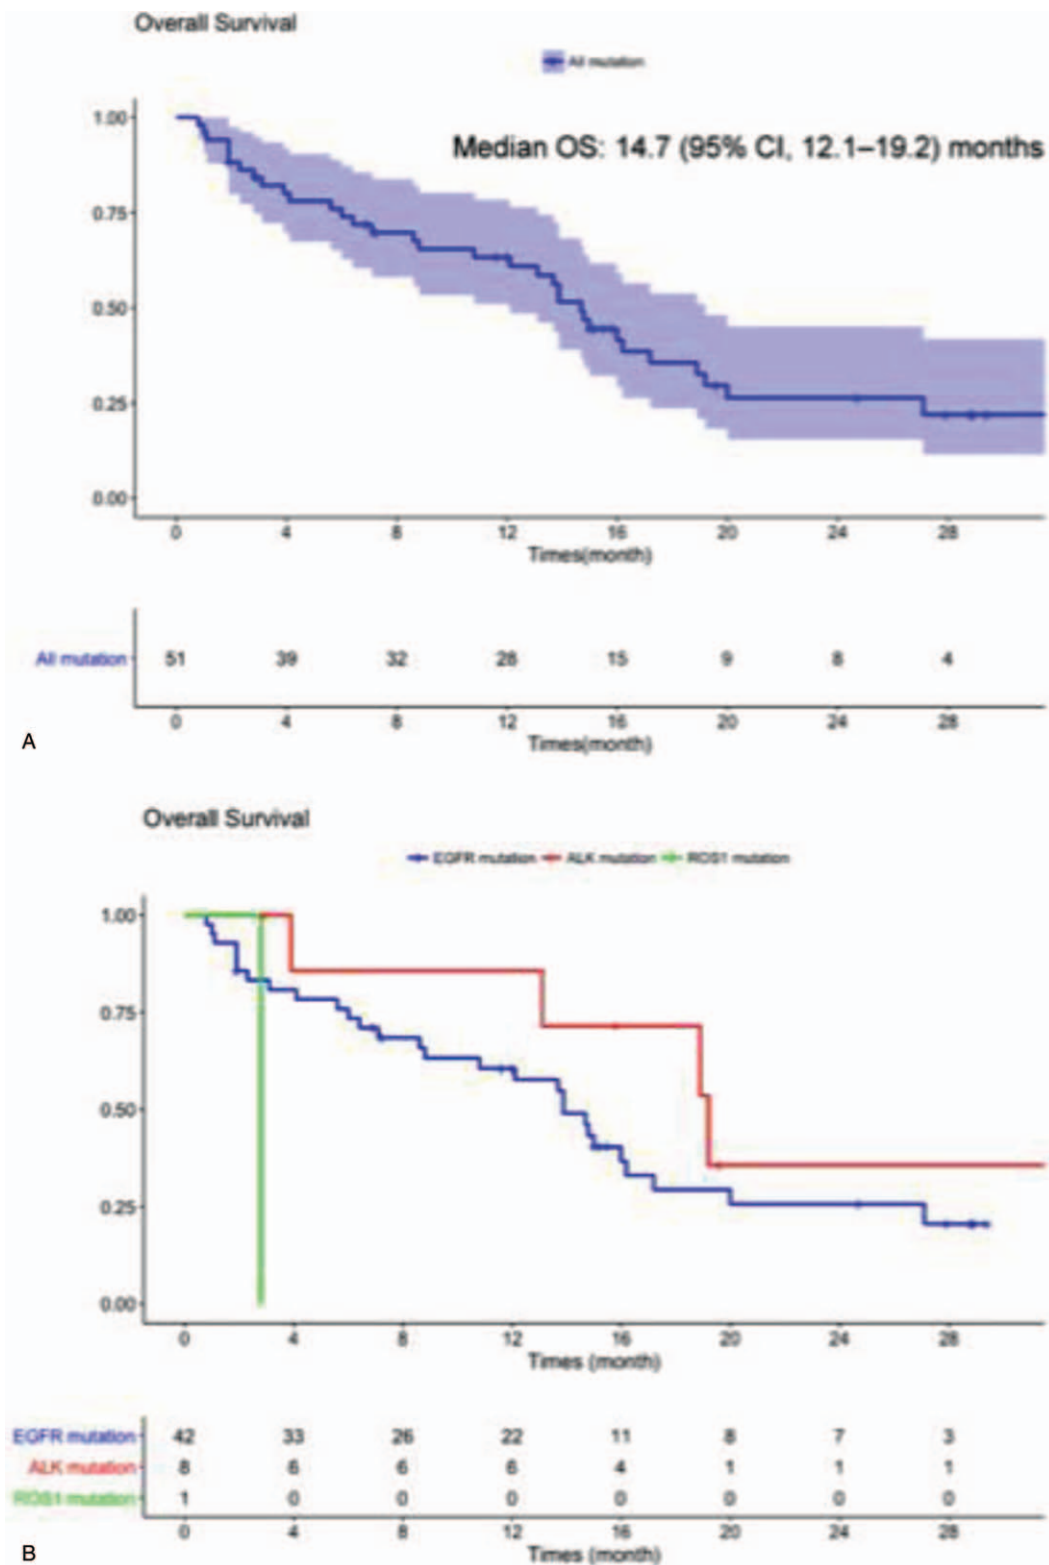 Overall Survival
All mutation
Median OS: 14.7 (95% CI, 12.1–19.2) months
1.00
0.75
0.50
0.25
0.00
0 4 8 12 16 20 24 28
Times(month)
All mutation 51 39 32 28 15 9 8 4
0 4 8 12 16 20 24 28
Times(month)
A
Overall Survival
EGFR mutation ALK mutation ROS1 mutation
1.00
0.75
0.50
0.25
0.00
0 4 8 12 16 20 24 28
Times (month)
EGFR mutation 42 33 26 22 11 8 7 3
ALK mutation 8 6 6 6 4 1 1 1
ROS1 mutation 1 0 0 0 0 0 0 0
0 4 8 12 16 20 24 28
Times (month)
B